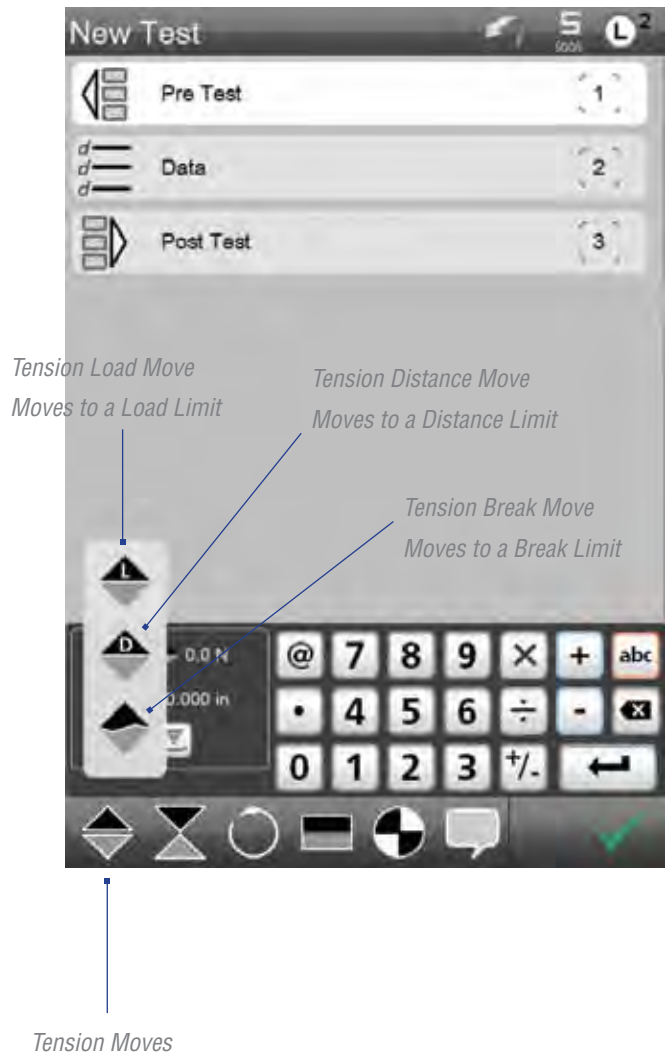 New Test
S
L 2
Pre Test
1
d
d
d
Data
2
Post Test
3
Tension Load Move
Moves to a Load Limit
Tension Distance Move
Moves to a Distance Limit
Tension Break Move
Moves to a Break Limit
L
D
0.0 N
0.000 in
@ 7 8 9 × + abc
• 4 5 6 ÷ -
0 1 2 3 +/-
Tension Moves